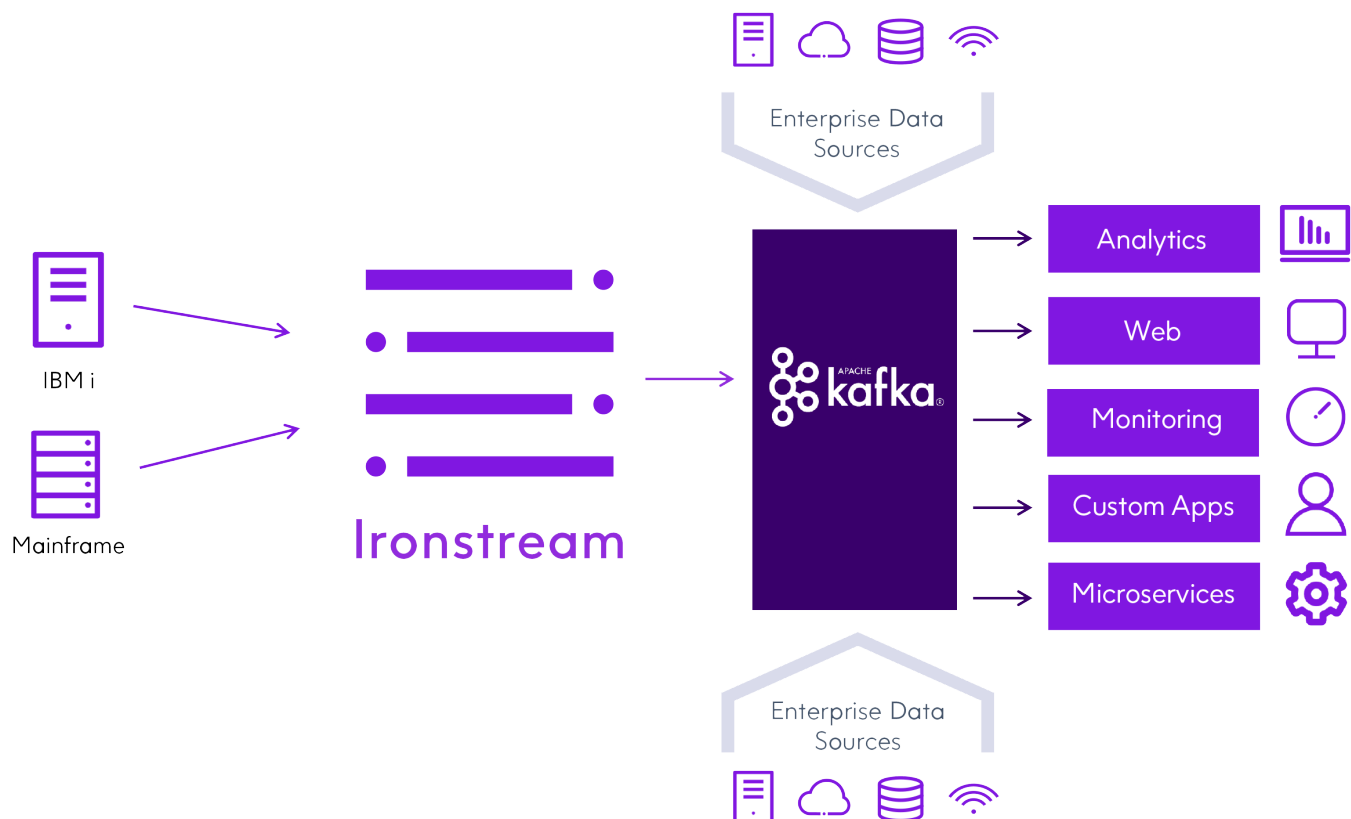 Enterprise Data
Sources
IBM i
Mainframe
Ironstream
APACHE
kafka®
Analytics
Web
Monitoring
Custom Apps
Microservices
Enterprise Data
Sources